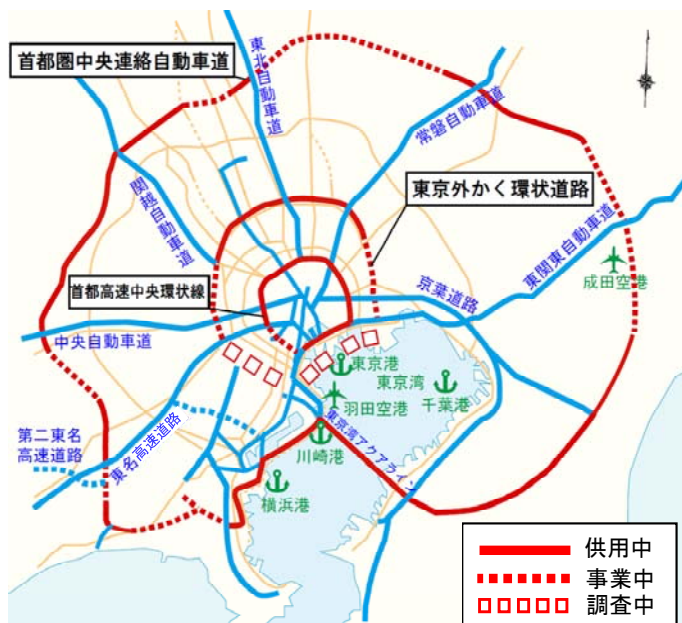 首都圏中央連絡自動車道
東北自動車道
常磐自動車道
関越自動車道
東京外かく環状道路
東関東自動車道
成田空港
首都高速中央環状線
京葉道路
中央自動車道
東京港
東京湾
千葉港
羽田空港
第二東名
高速道路
東名高速道路
東京湾アクアライン
川崎港
横浜港
供用中
事業中
調査中